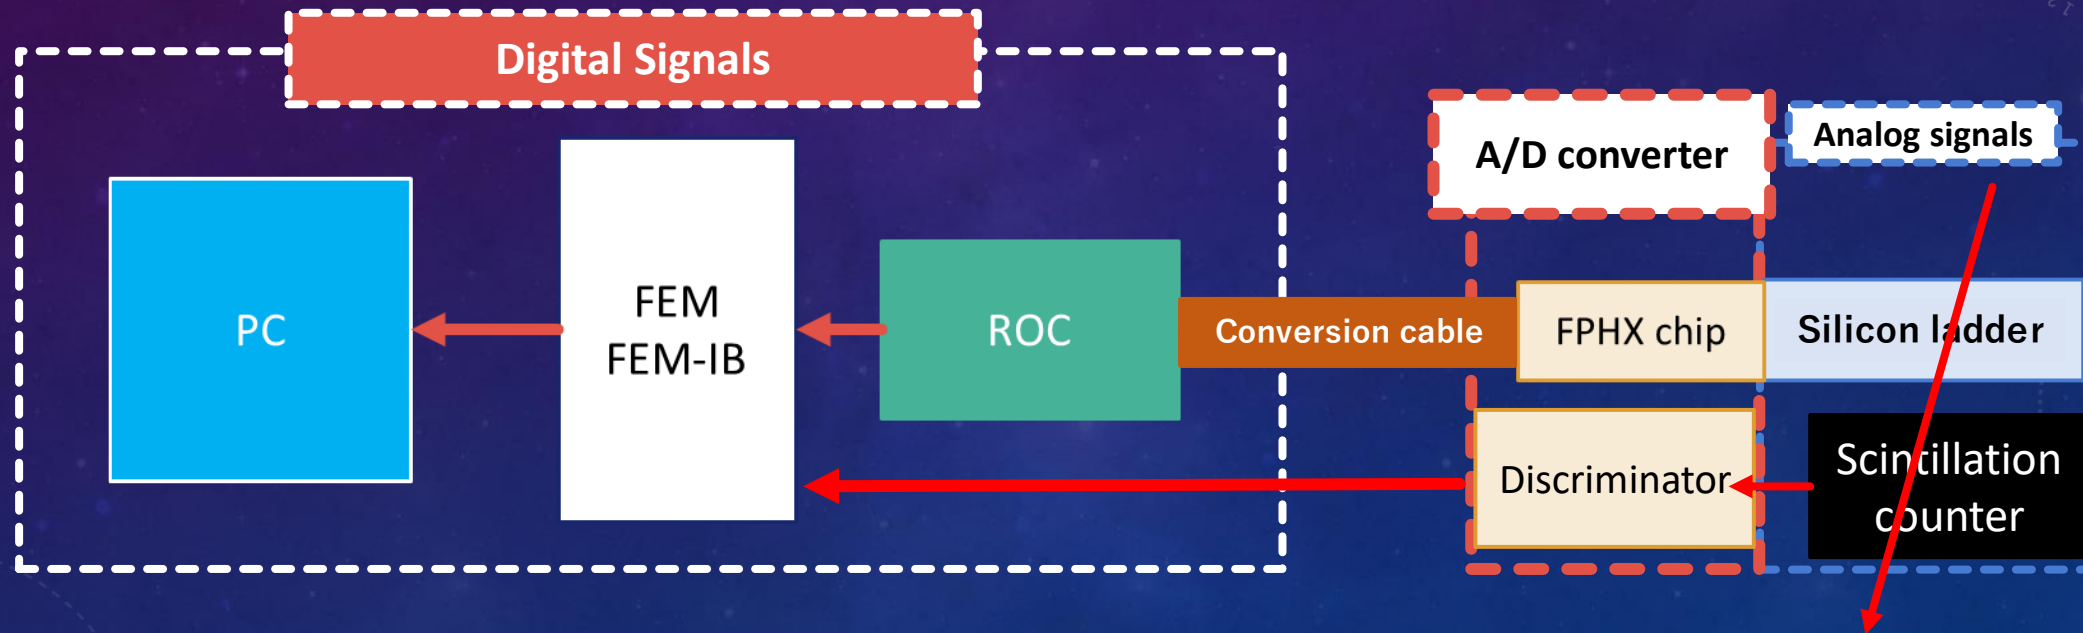 Digital Signals
A/D converter
Analog signals
PC
FEM
FEM-IB
ROC
Conversion cable
FPHX chip
Silicon ladder
Discriminator
Scintillation
counter